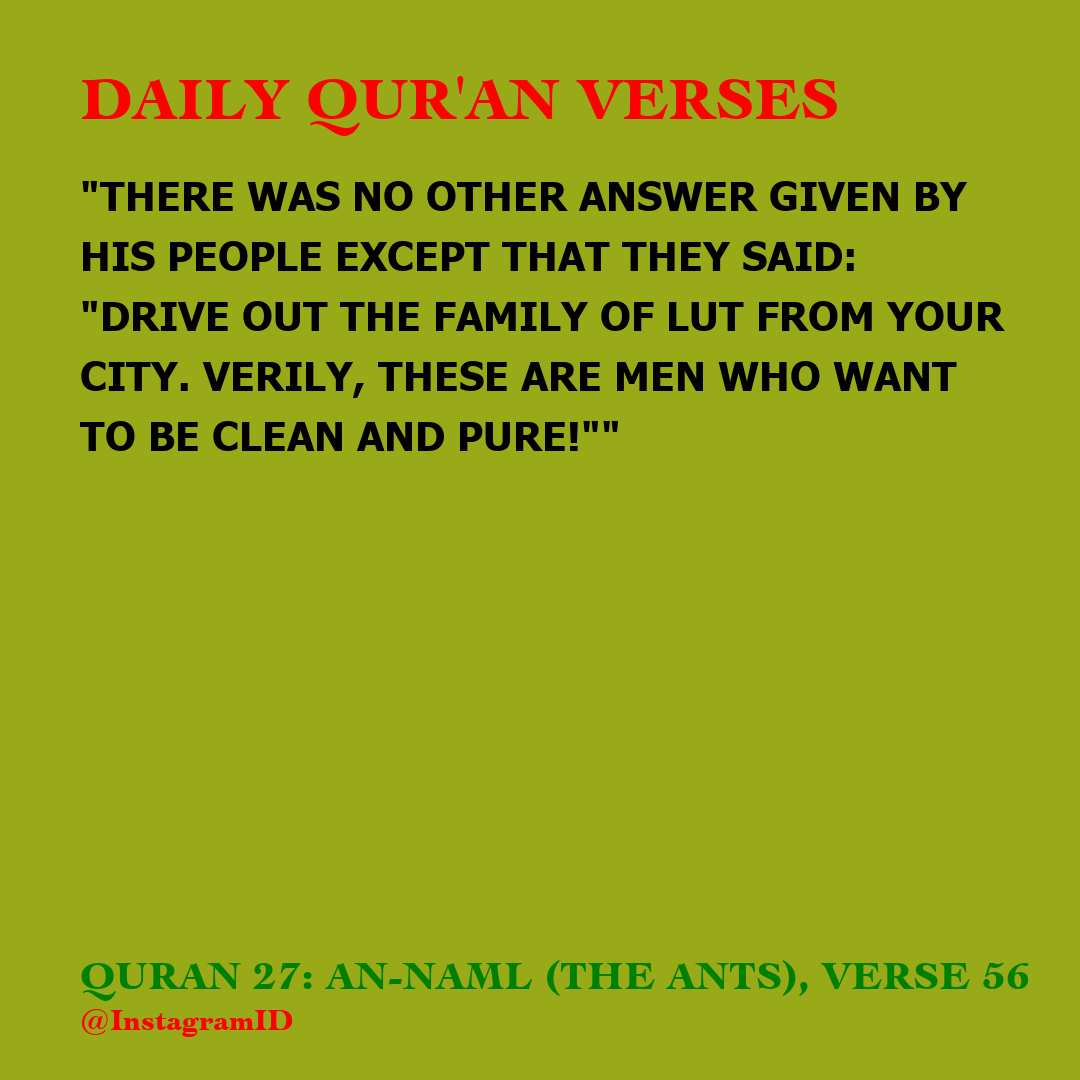 DAILY QUR'AN VERSES
"THERE WAS NO OTHER ANSWER GIVEN BY
HIS PEOPLE EXCEPT THAT THEY SAID:
"DRIVE OUT THE FAMILY OF LUT FROM YOUR
CITY. VERILY, THESE ARE MEN WHO WANT
TO BE CLEAN AND PURE!""
QURAN 27: AN-NAML (THE ANTS), VERSE 56
@InstagramID